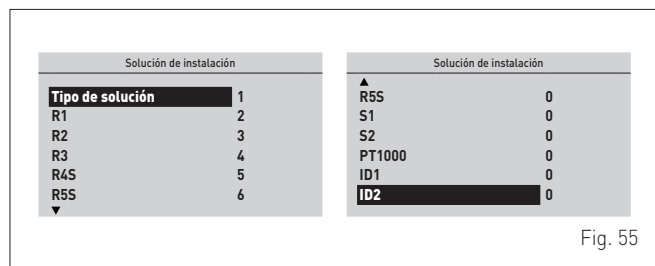 Solución de instalación
Tipo de solución 1
R1 2
R2 3
R3 4
R4S 5
R5S 6
▼
Solución de instalación
▲
R5S 0
S1 0
S2 0
PT1000 0
ID1 0
ID2 0
Fig. 55